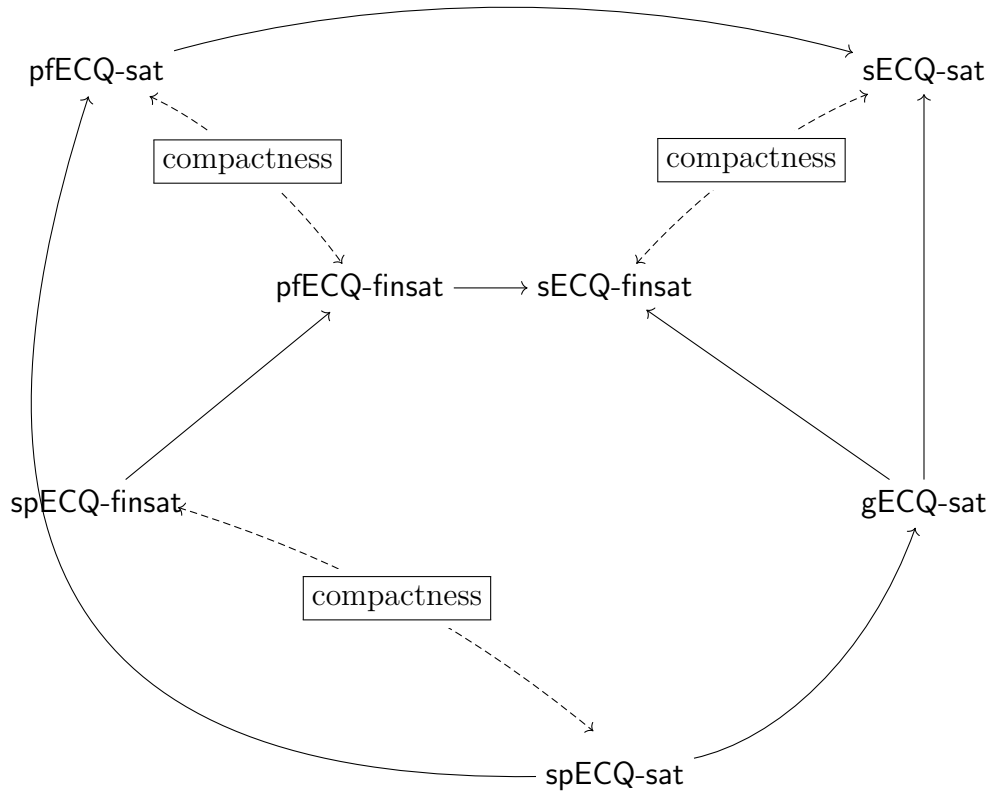 pfECQ-sat
sECQ-sat
compactness
compactness
pfECQ-finsat
sECQ-finsat
spECQ-finsat
gECQ-sat
compactness
spECQ-sat